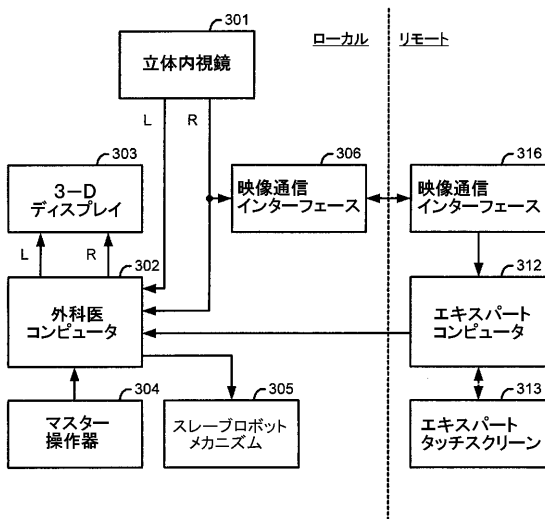 301
立体内視鏡
ローカル
リモート
L
R
303
3-D
ディスプレイ
306
映像通信
インターフェース
316
映像通信
インターフェース
L
R
302
外科医
コンピュータ
312
エキスパート
コンピュータ
304
マスター
操作器
305
スレーブロボット
メカニズム
313
エキスパート
タッチスクリーン